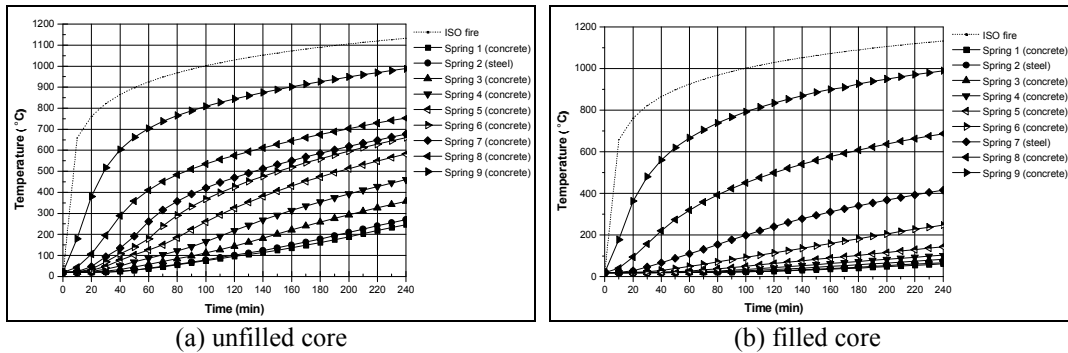 1200
1100
1000
900
800
700
600
500
400
300
200
100
0
Temperature (°C)
0 20 40 60 80 100 120 140 160 180 200 220 240
Time (min)
ISO fire
Spring 1 (concrete)
Spring 2 (steel)
Spring 3 (concrete)
Spring 4 (concrete)
Spring 5 (concrete)
Spring 6 (concrete)
Spring 7 (concrete)
Spring 8 (concrete)
Spring 9 (concrete)
(a) unfilled core
1200
1000
800
600
400
200
0
Temperature (°C)
0 20 40 60 80 100 120 140 160 180 200 220 240
Time (min)
ISO fire
Spring 1 (concrete)
Spring 2 (steel)
Spring 3 (concrete)
Spring 4 (concrete)
Spring 5 (concrete)
Spring 6 (concrete)
Spring 7 (steel)
Spring 8 (concrete)
Spring 9 (concrete)
(b) filled core